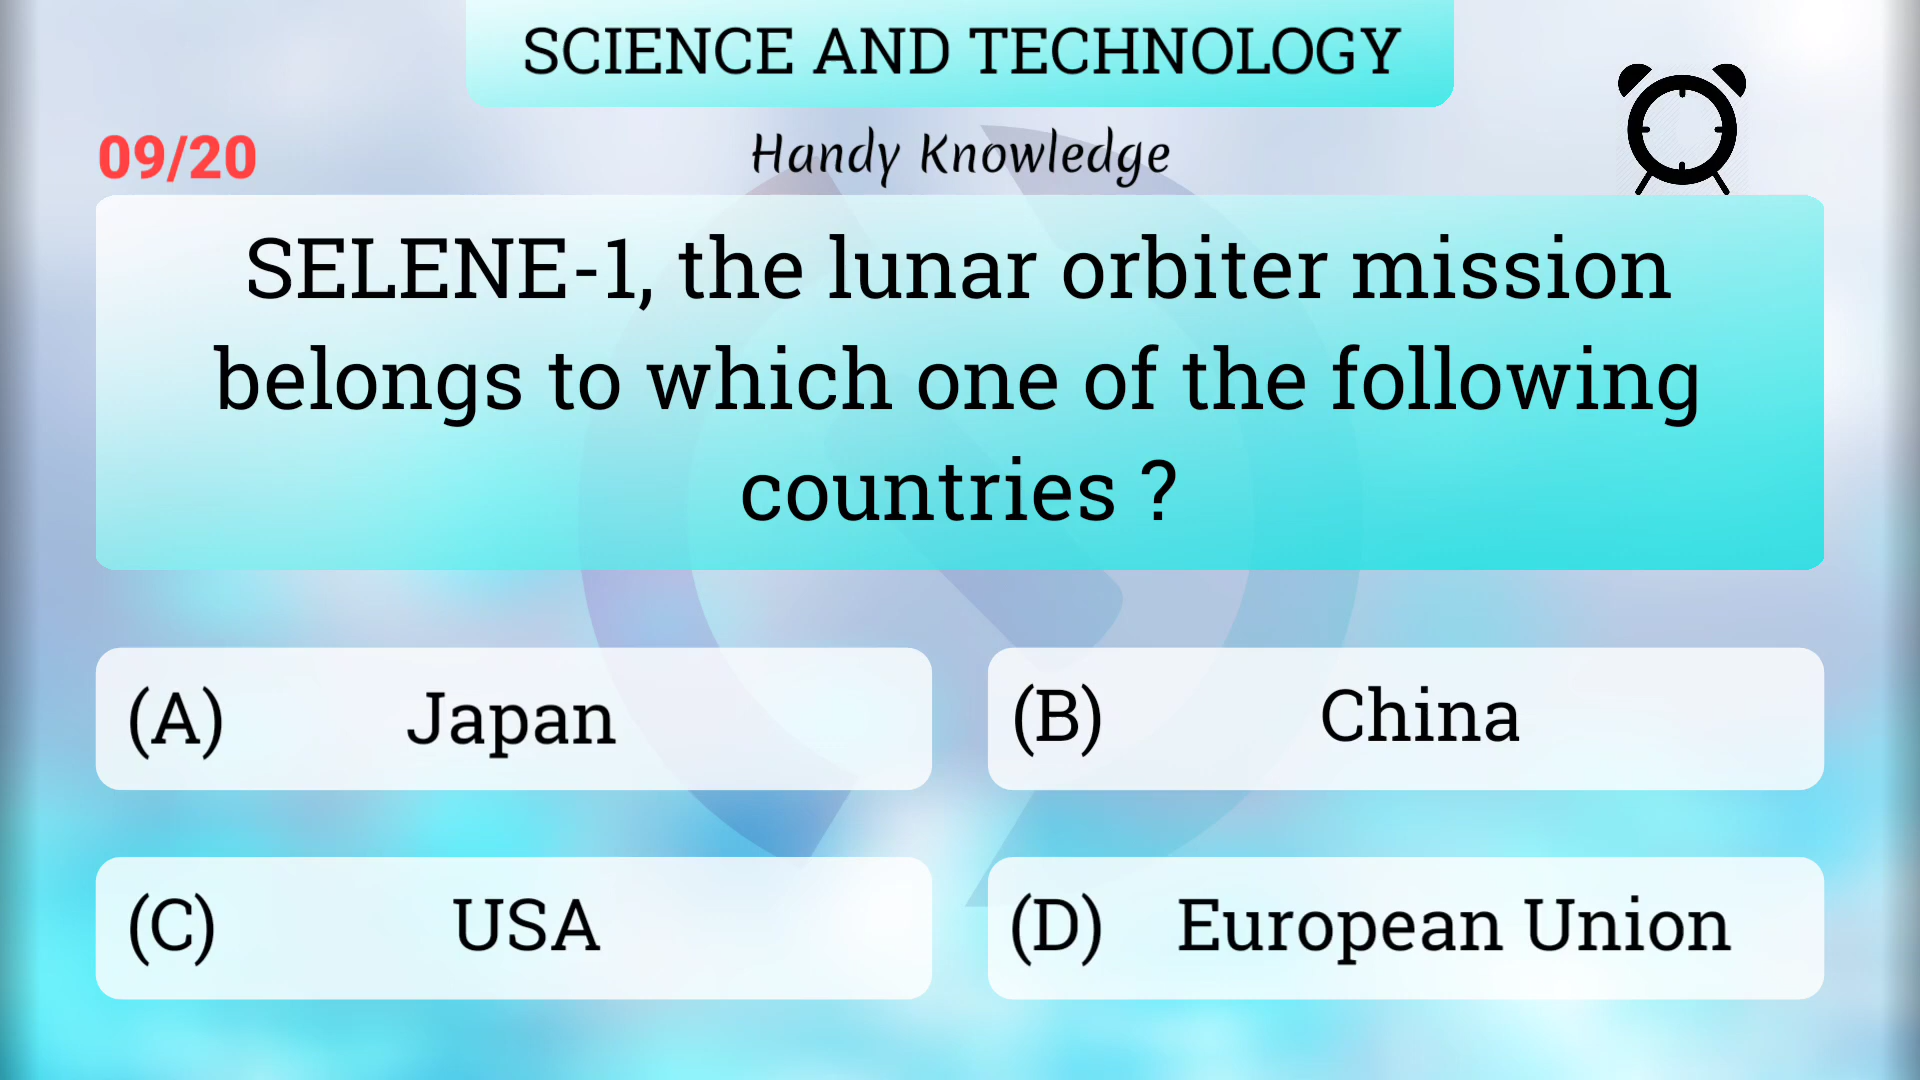 SCIENCE AND TECHNOLOGY
09/20
Handy Knowledge
SELENE-1, the lunar orbiter mission
belongs to which one of the following
countries ?
(A) Japan
(B) China
(C) USA
(D) European Union